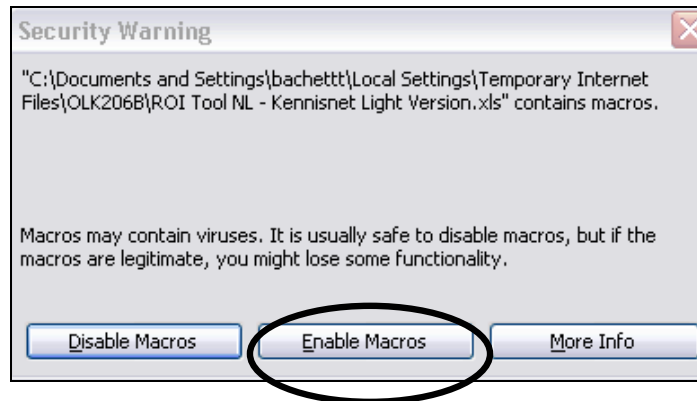 Security Warning
"C:\Documents and Settings\bachettt\Local Settings\Temporary Internet
Files\OLK206B\ROI Tool NL - Kennisnet Light Version.xls" contains macros.
Macros may contain viruses. It is usually safe to disable macros, but if the
macros are legitimate, you might lose some functionality.
Disable Macros Enable Macros More Info